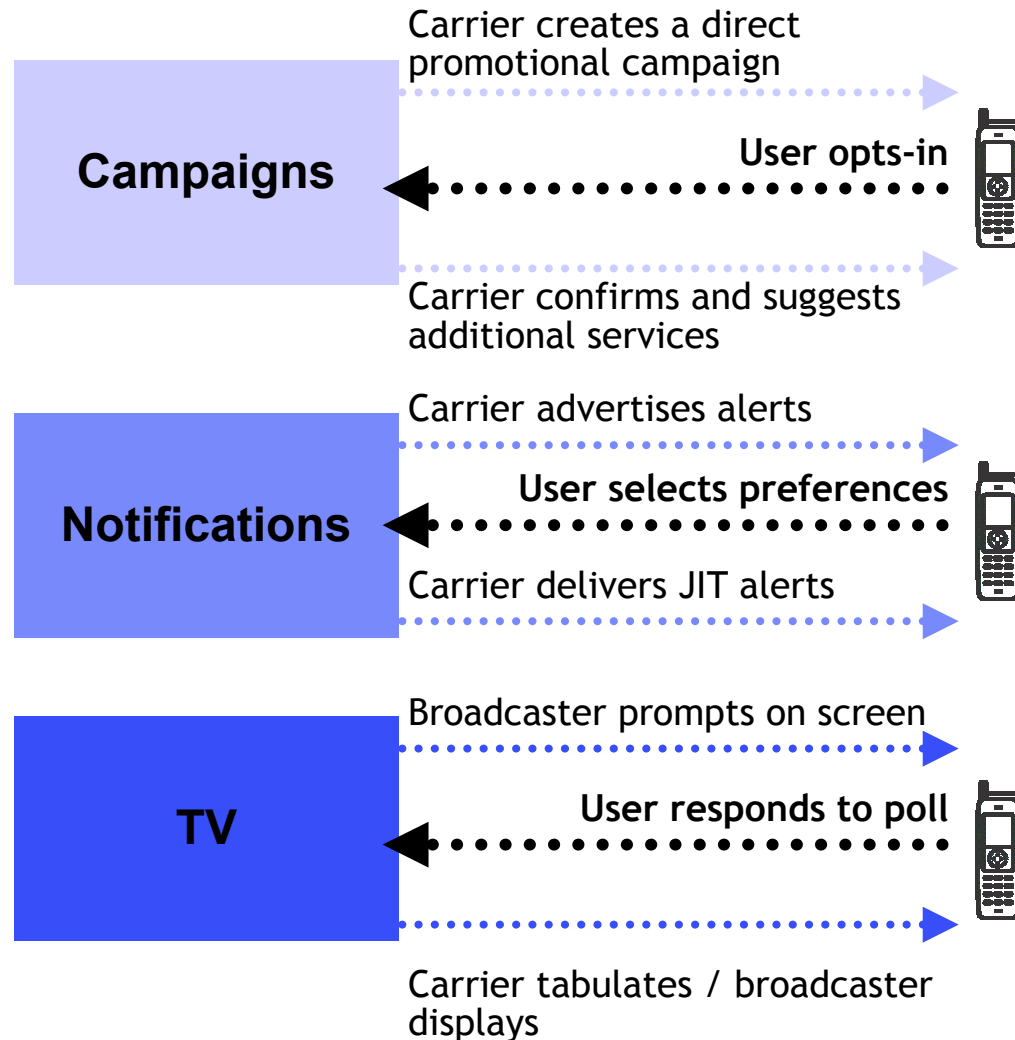 Carrier creates a direct
promotional campaign
Campaigns
User opts-in
Carrier confirms and suggests
additional services
Carrier advertises alerts
Notifications
User selects preferences
Carrier delivers JIT alerts
Broadcaster prompts on screen
TV
User responds to poll
Carrier tabulates / broadcaster
displays